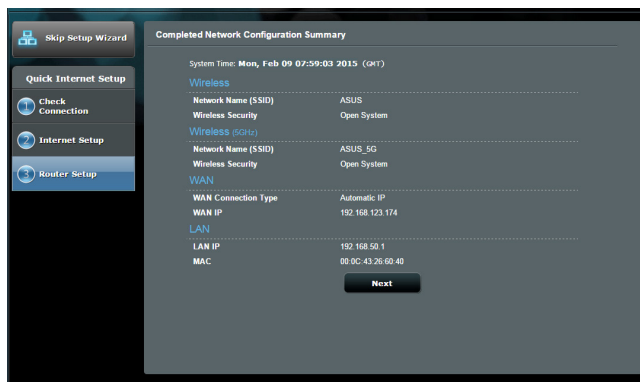 Skip Setup Wizard
Quick Internet Setup
1 Check Connection
2 Internet Setup
3 Router Setup
Completed Network Configuration Summary
System Time: Mon, Feb 09 07:59:03 2015 (GMT)
Wireless
Network Name (SSID) ASUS
Wireless Security Open System
Wireless (5GHz)
Network Name (SSID) ASUS_5G
Wireless Security Open System
WAN
WAN Connection Type Automatic IP
WAN IP 192.168.123.174
LAN
LAN IP 192.168.50.1
MAC 00:0C:43:26:60:40
Next